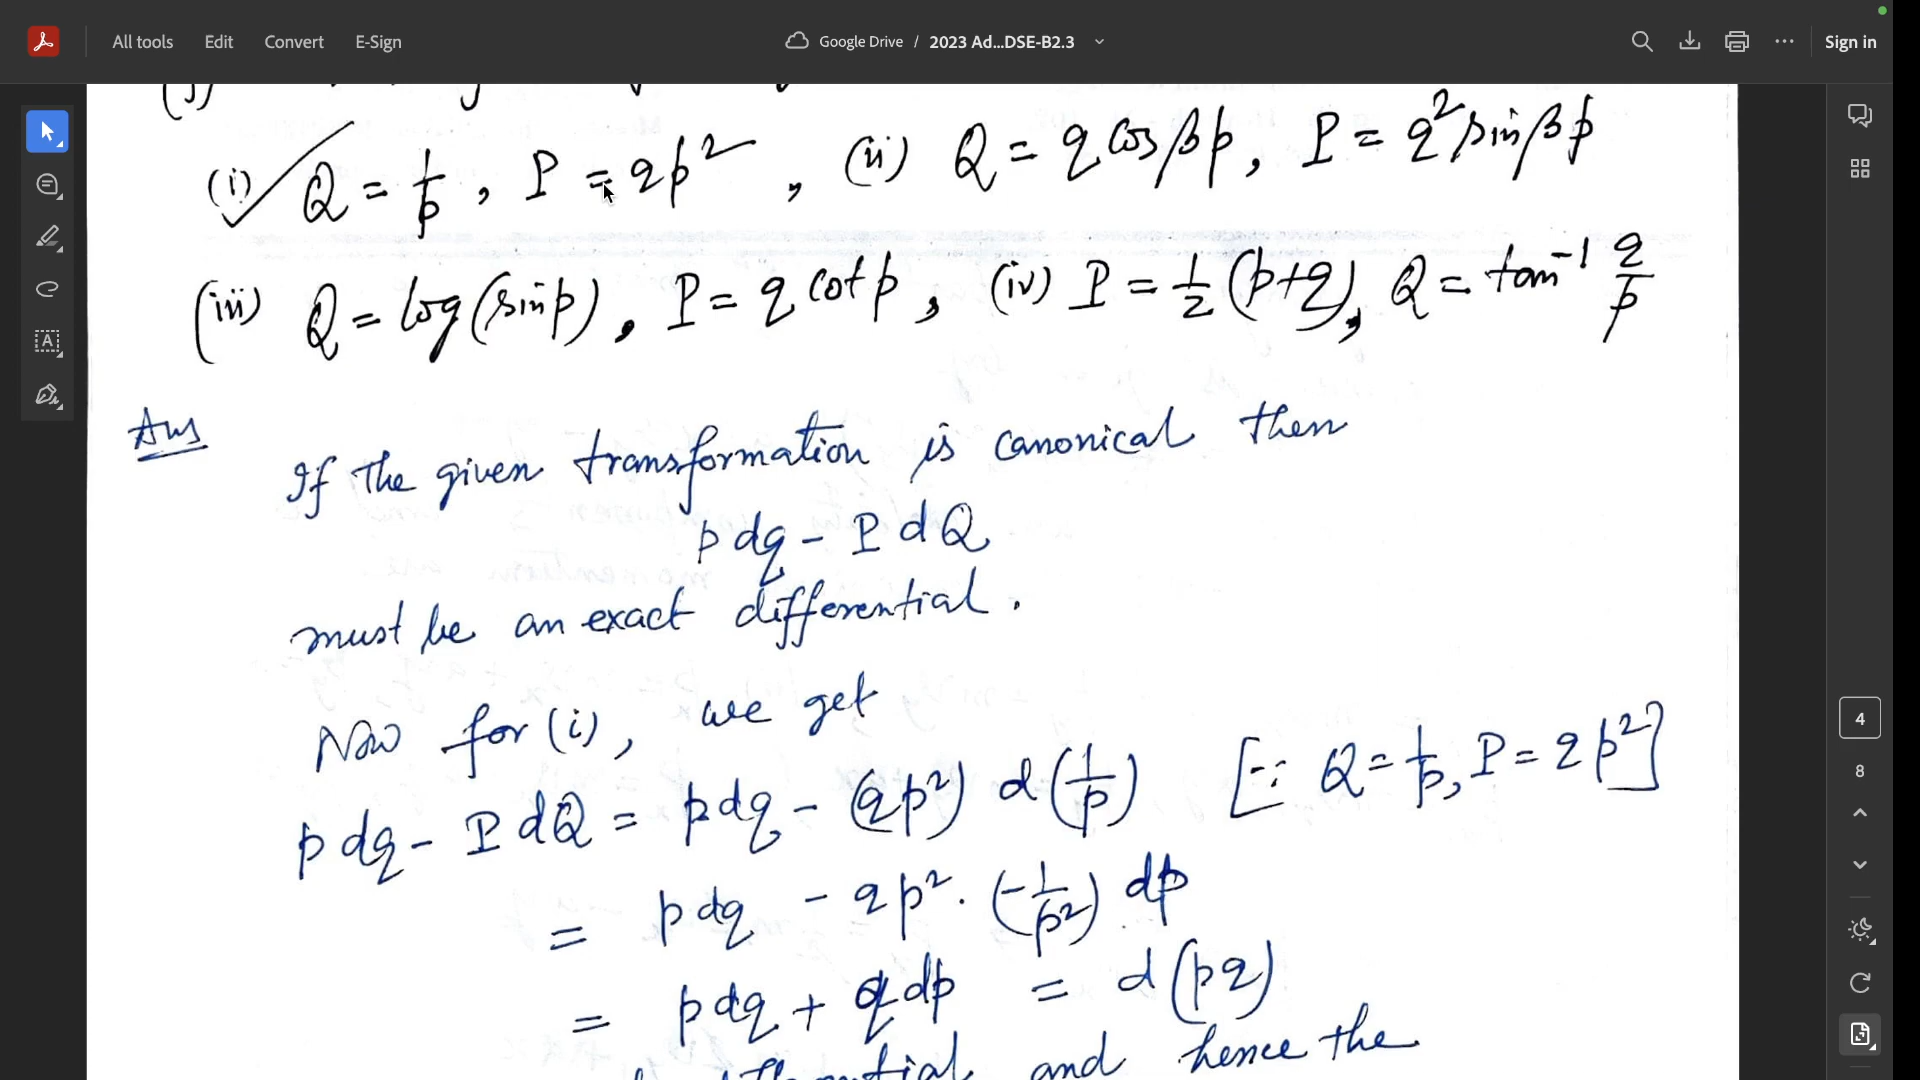 All tools Edit Convert E-Sign Google Drive / 2023 Ad...DSE-B2.3 Sign in
(i) Q = 1/p, P = qp², (ii) Q = q cos βp, P = q² sin βp
(iii) Q = log(sin p), P = q cot p, (iv) P = 1/2 (p+q), Q = tan⁻¹ q/p
Ans
If the given transformation is canonical then
p dq - P dQ
must be an exact differential.
Now for (i), we get
p dq - P dQ = p dq - (qp²) d(1/p) [∵ Q = 1/p, P = qp²]
= p dq - qp². (-1/p²) dp
= p dq + q dp = d(pq)
and hence the
4
8